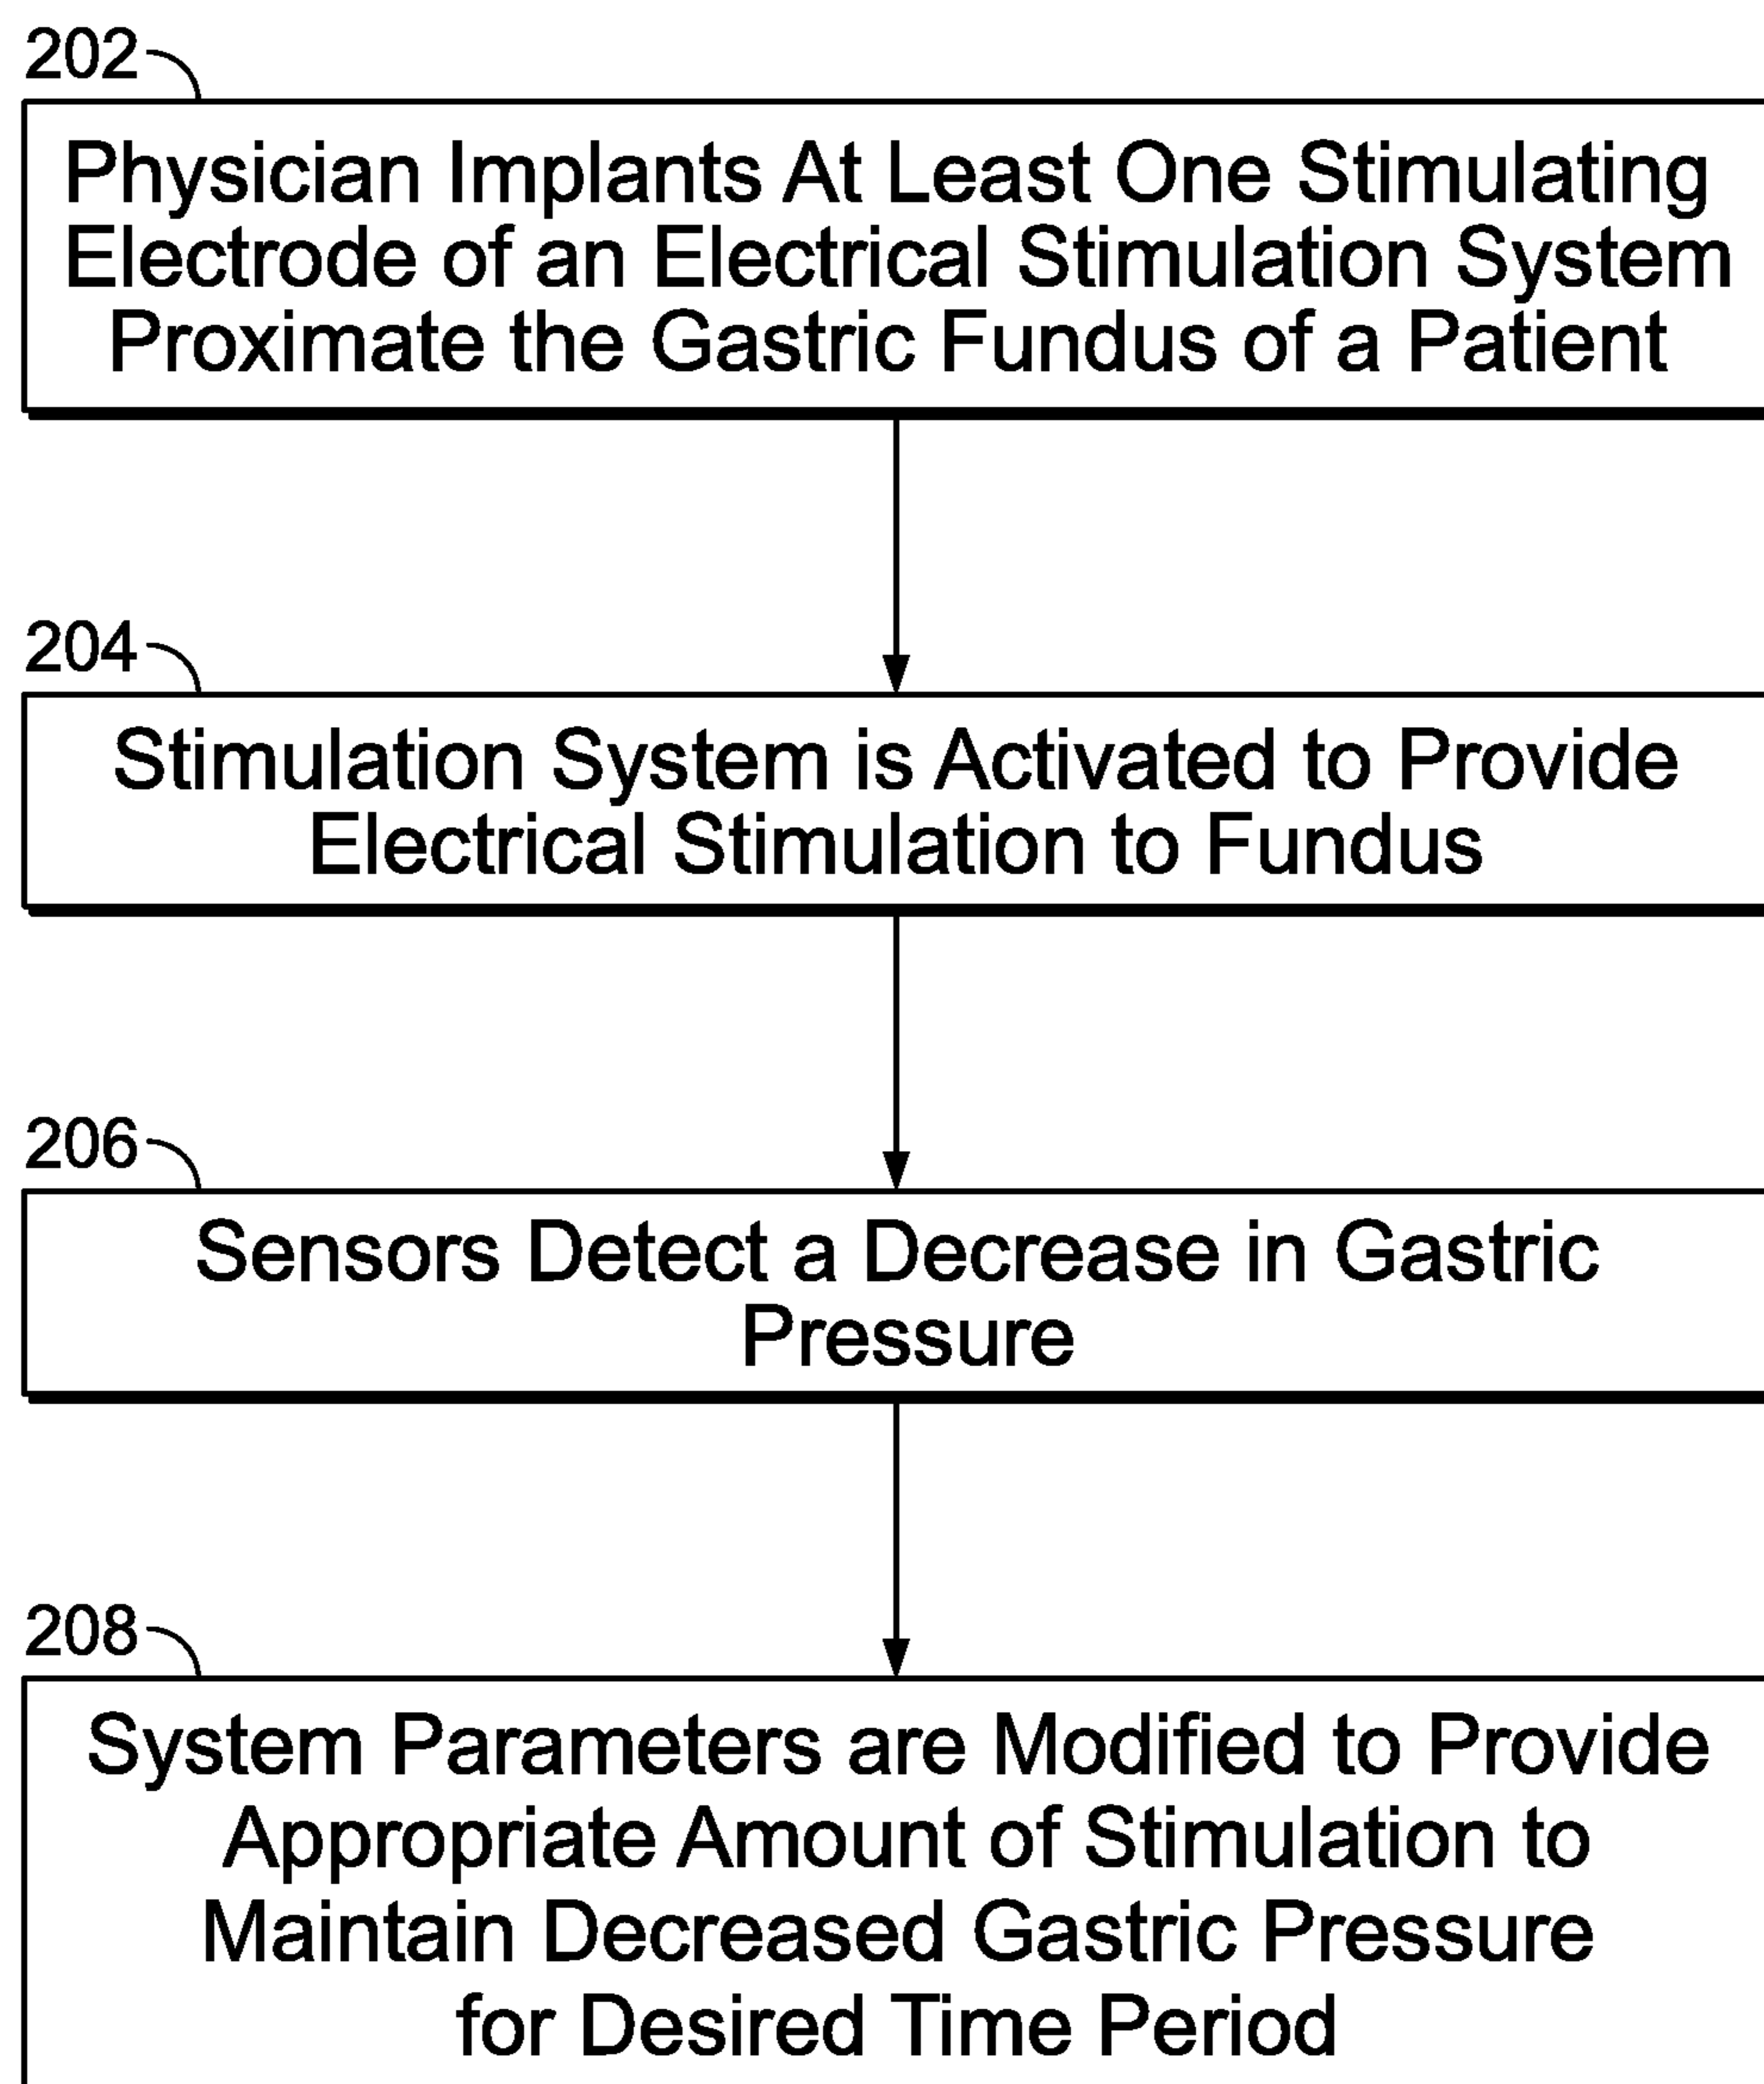 202
Physician Implants At Least One Stimulating
Electrode of an Electrical Stimulation System
Proximate the Gastric Fundus of a Patient
204
Stimulation System is Activated to Provide
Electrical Stimulation to Fundus
206
Sensors Detect a Decrease in Gastric
Pressure
208
System Parameters are Modified to Provide
Appropriate Amount of Stimulation to
Maintain Decreased Gastric Pressure
for Desired Time Period